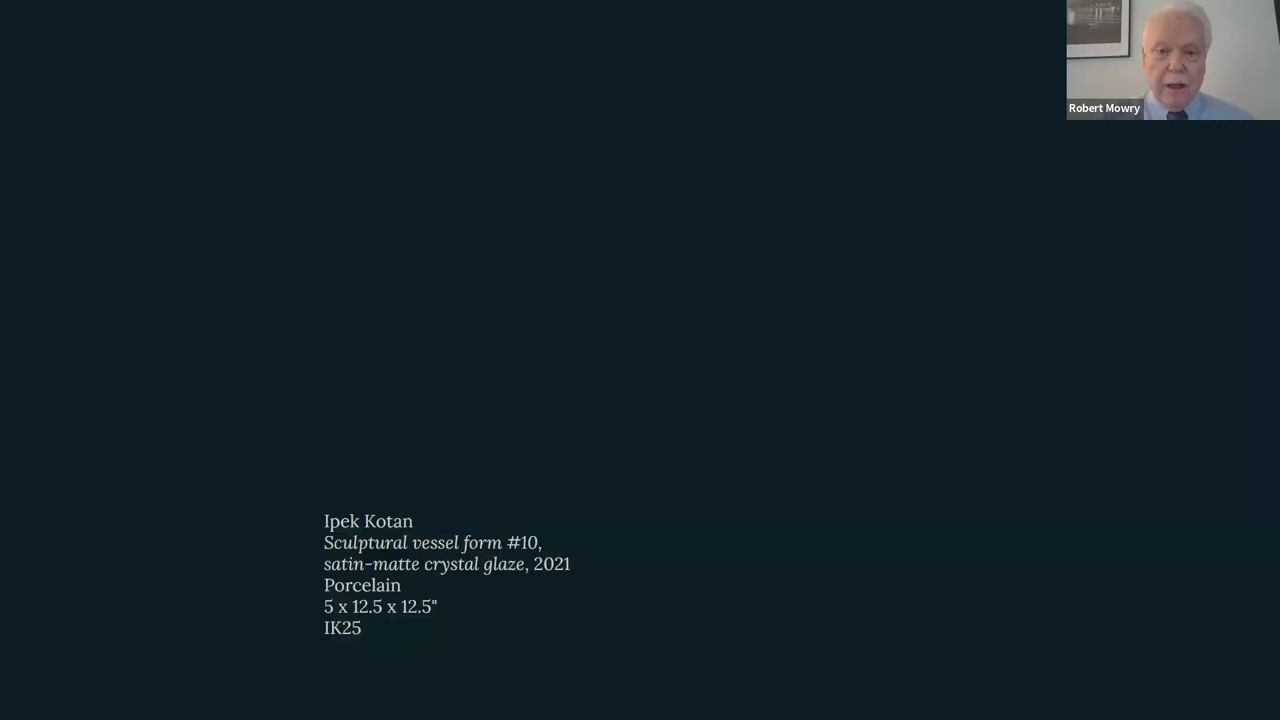 Robert Mowry
Ipek Kotan
Sculptural vessel form #10,
satin-matte crystal glaze, 2021
Porcelain
5 x 12.5 x 12.5"
IK25